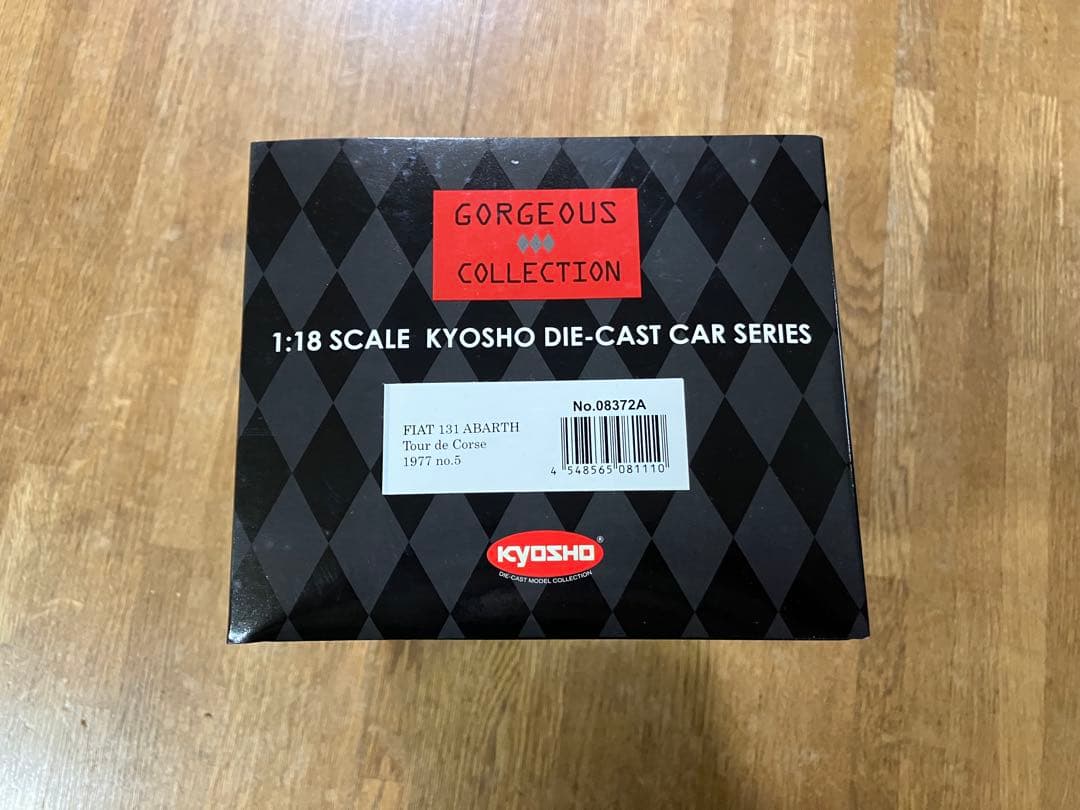 GORGEOUS
COLLECTION
1:18 SCALE KYOSHO DIE-CAST CAR SERIES
No.08372A
FIAT 131 ABARTH
Tour de Corse
1977 no.5
4 548565 081110
KYOSHO®
DIE-CAST MODEL COLLECTION